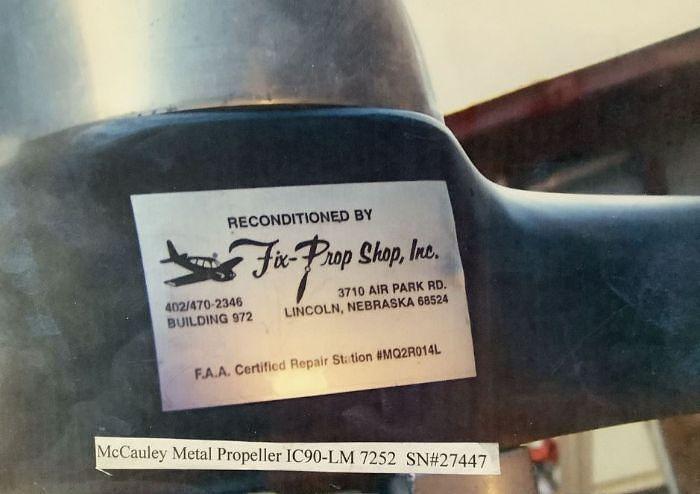 RECONDITIONED BY
Fix-Prop Shop, Inc.
402/470-2346
BUILDING 972
3710 AIR PARK RD.
LINCOLN, NEBRASKA 68524
F.A.A. Certified Repair Station #MQ2R014L
McCauley Metal Propeller IC90-LM 7252 SN#27447